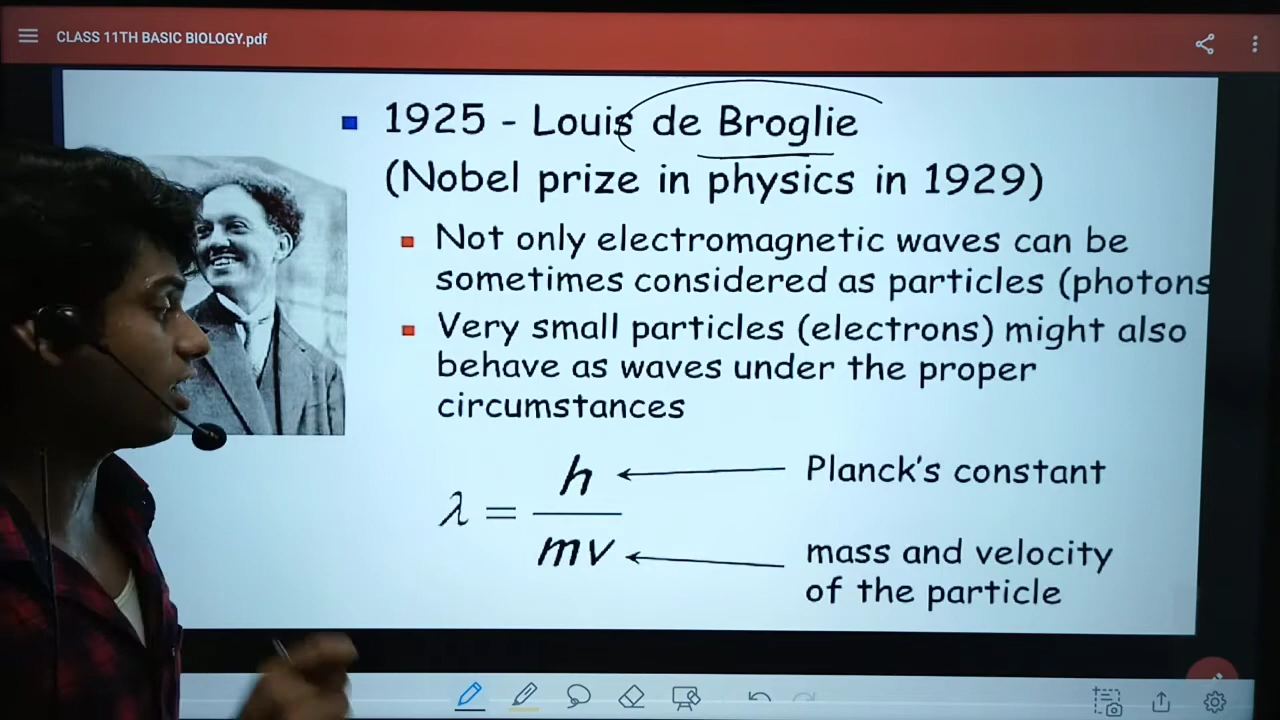 CLASS 11TH BASIC BIOLOGY.pdf
1925 - Louis de Broglie
(Nobel prize in physics in 1929)
Not only electromagnetic waves can be
sometimes considered as particles (photons
Very small particles (electrons) might also
behave as waves under the proper
circumstances
λ = h / mv
Planck's constant
mass and velocity
of the particle